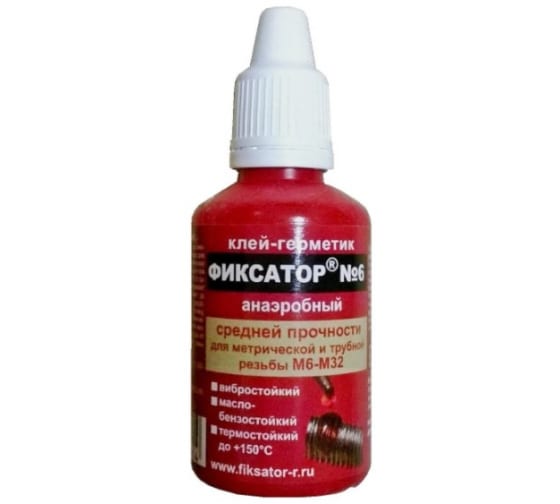 клей-герметик
ФИКСАТОР® №6
анаэробный
средней прочности
для метрической и трубной
резьбы М6-М32
■ вибростойкий
■ масло-
бензостойкий
■ термостойкий
до +150°С
www.fiksator-r.ru